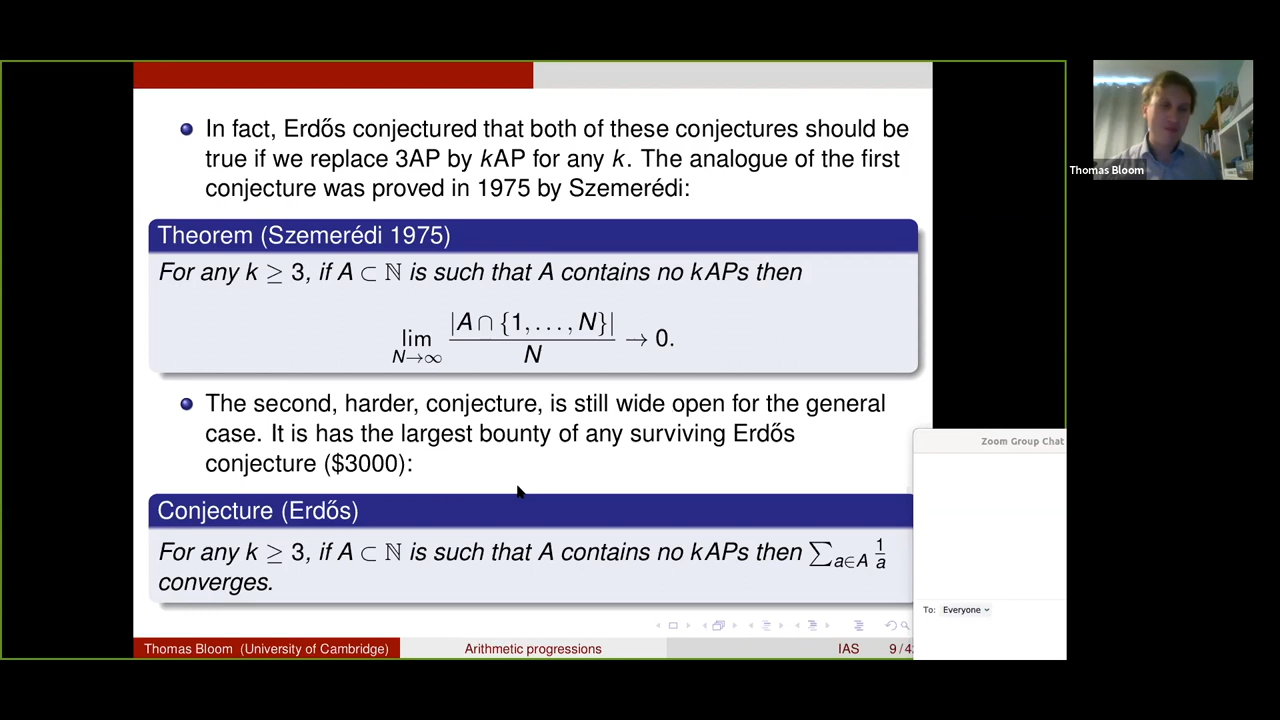 In fact, Erdős conjectured that both of these conjectures should be
true if we replace 3AP by kAP for any k. The analogue of the first
conjecture was proved in 1975 by Szemerédi:
Theorem (Szemerédi 1975)
For any k ≥ 3, if A ⊂ ℕ is such that A contains no kAPs then
lim_{N→∞} |A ∩ {1, . . . , N}| / N → 0.
The second, harder, conjecture, is still wide open for the general
case. It is has the largest bounty of any surviving Erdős
conjecture ($3000):
Conjecture (Erdős)
For any k ≥ 3, if A ⊂ ℕ is such that A contains no kAPs then ∑_{a∈A} 1/a
converges.
Thomas Bloom (University of Cambridge)
Arithmetic progressions
IAS
9 / 4
Thomas Bloom
Zoom Group Chat
To: Everyone